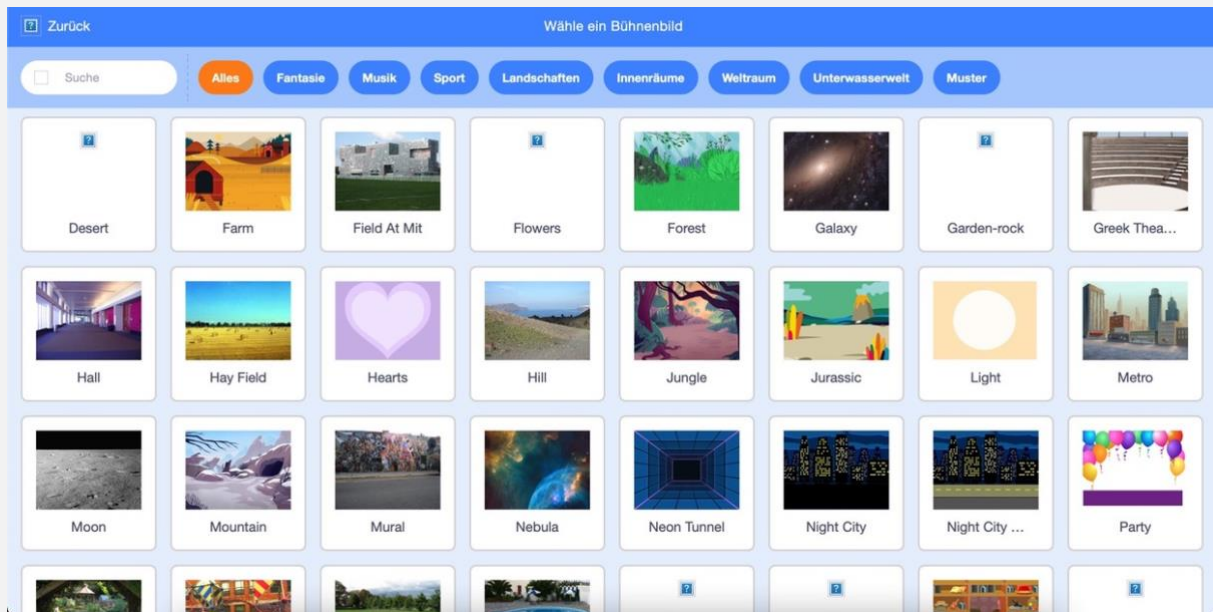 Zurück
Wähle ein Bühnenbild
Suche
Alles
Fantasie
Musik
Sport
Landschaften
Innenräume
Weltraum
Unterwasserwelt
Muster
Desert
Farm
Field At Mit
Flowers
Forest
Galaxy
Garden-rock
Greek Thea...
Hall
Hay Field
Hearts
Hill
Jungle
Jurassic
Light
Metro
Moon
Mountain
Mural
Nebula
Neon Tunnel
Night City
Night City ...
Party